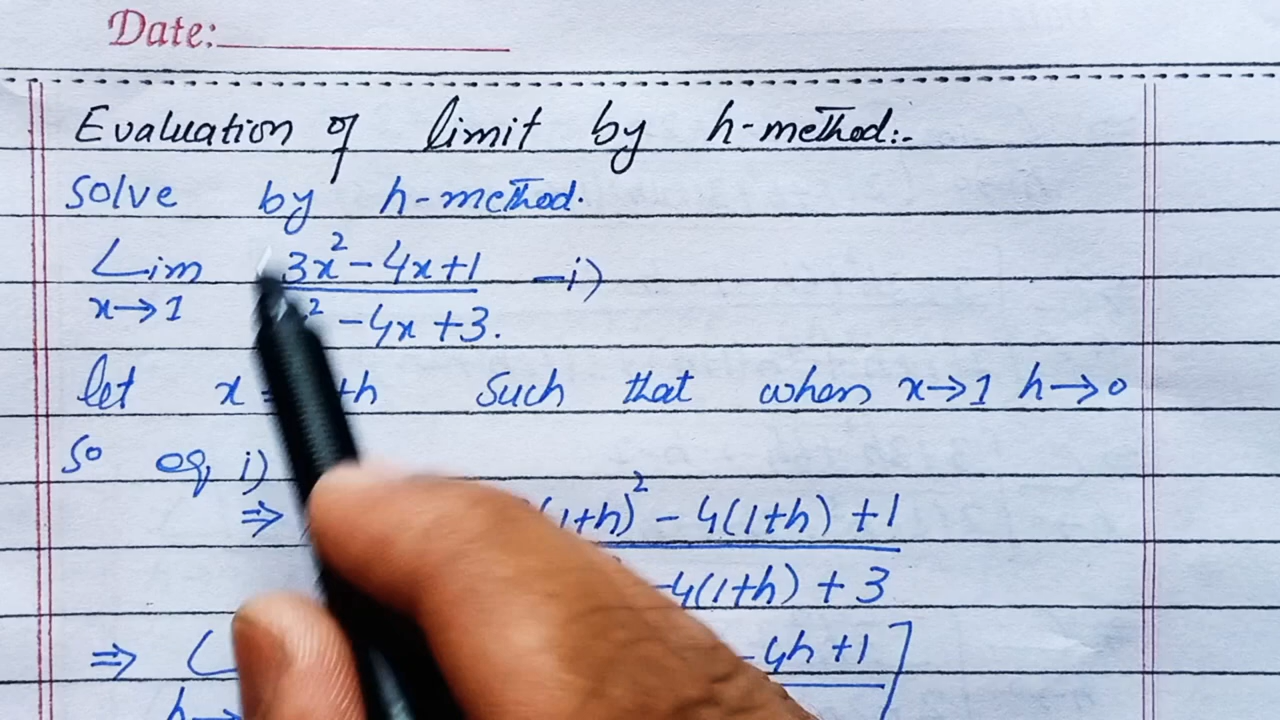 Date:
Evaluation of limit by h-method:-
Solve by h-method.
Lim 3x² - 4x + 1 — i)
x→1 ² - 4x + 3.
let x +h such that when x→1 h→0
So eq, i)
⇒ (1+h)² - 4(1+h) + 1
-4(1+h) + 3
⇒ - 4h + 1 ]
h→